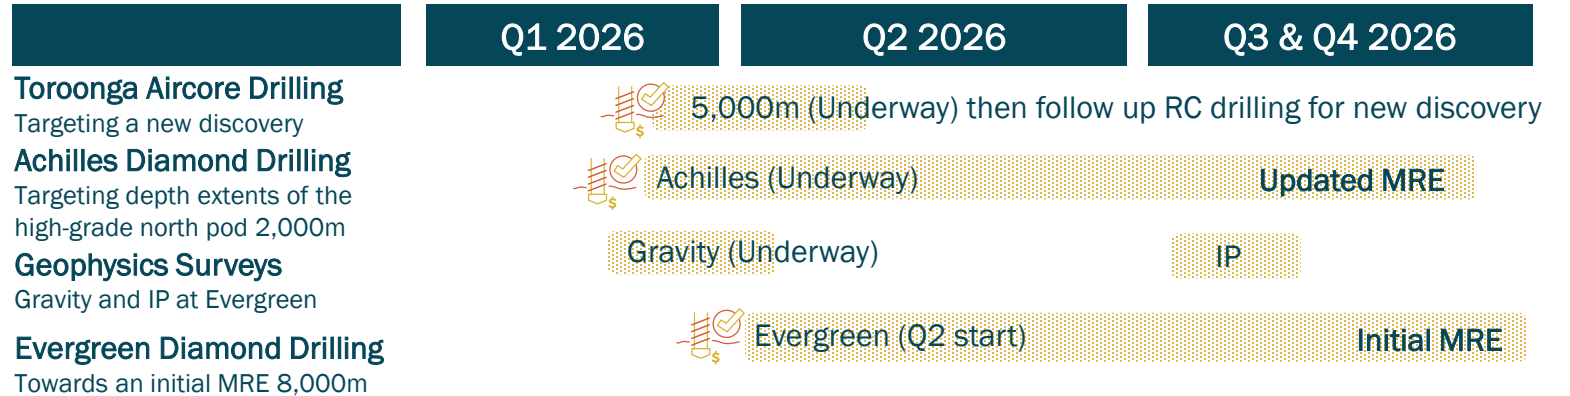 Q1 2026
Q2 2026
Q3 & Q4 2026
Toroonga Aircore Drilling
Targeting a new discovery
5,000m (Underway) then follow up RC drilling for new discovery
Achilles Diamond Drilling
Targeting depth extents of the
high-grade north pod 2,000m
Achilles (Underway)
Updated MRE
Geophysics Surveys
Gravity and IP at Evergreen
Gravity (Underway)
IP
Evergreen Diamond Drilling
Towards an initial MRE 8,000m
Evergreen (Q2 start)
Initial MRE
$
$
$